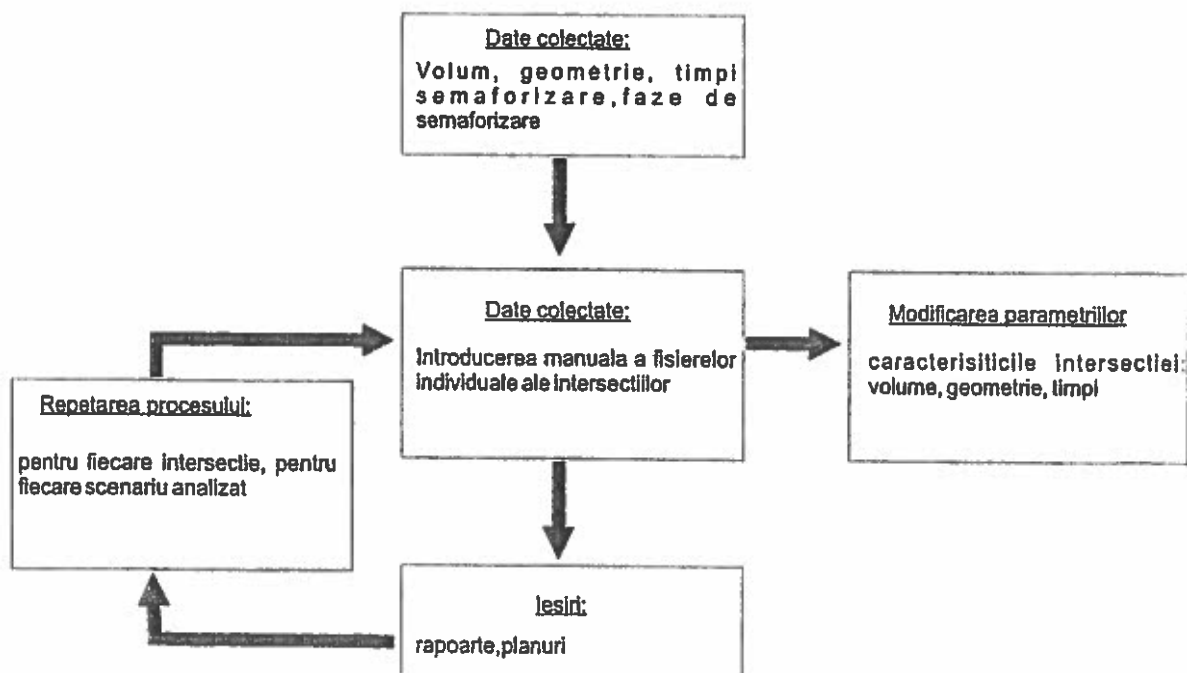 Date colectate:
Volum, geometrie, timpi
semaforizare,faze de
semaforizare
Date colectate:
Introducerea manuala a fisierelor
individuale ale intersectiilor
Modificarea parametriilor
caracterisiticile intersectiei:
volume, geometrie, timpi
Repetarea procesului:
pentru fiecare intersectie, pentru
fiecare scenariu analizat
Iesiri:
rapoarte,planuri